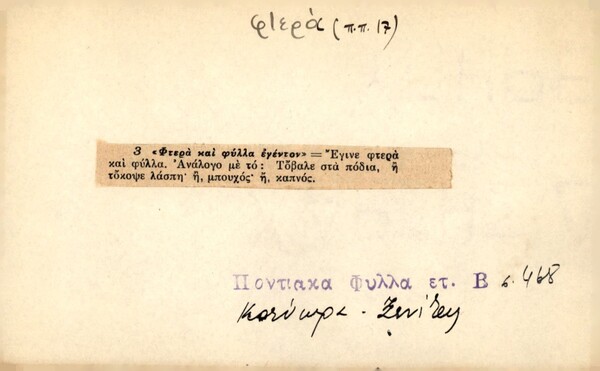 φτερὰ (π.π. 17)
3 «Φτερὰ καὶ φύλλα ἐγέντον» = Ἔγινε φτερὰ
καὶ φύλλα. Ἀνάλογο μὲ τό: Τὄβαλε στὰ πόδια, ἢ
τὄκοψε λάσπη· ἤ, μπουχός· ἤ, καπνός.
Ποντιακα Φυλλα ετ. Β σ. 468